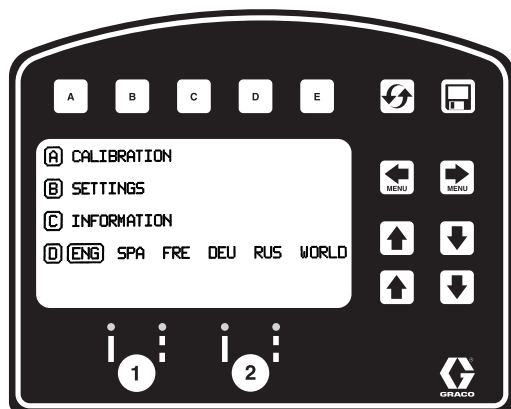 A B C D E
A CALIBRATION
MENU MENU
B SETTINGS
C INFORMATION
D ENG SPA FRE DEU RUS WORLD
1 2
GRACO